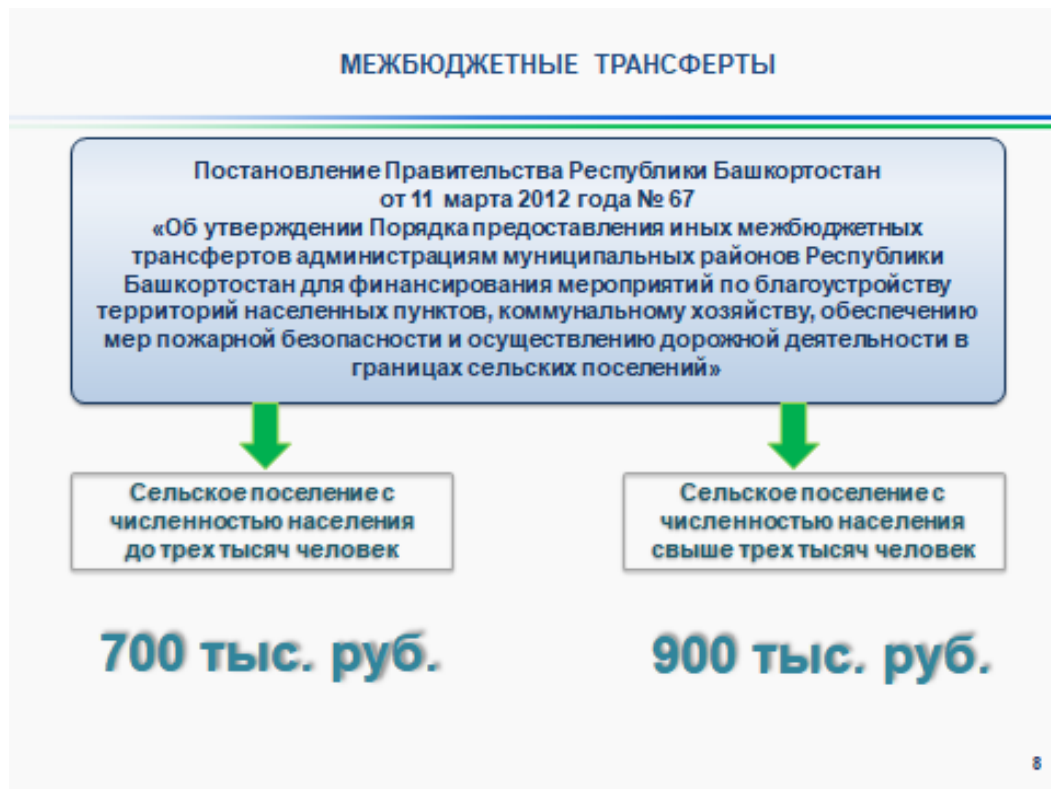 МЕЖБЮДЖЕТНЫЕ ТРАНСФЕРТЫ
Постановление Правительства Республики Башкортостан
от 11 марта 2012 года № 67
«Об утверждении Порядка предоставления иных межбюджетных
трансфертов администрациям муниципальных районов Республики
Башкортостан для финансирования мероприятий по благоустройству
территорий населенных пунктов, коммунальному хозяйству, обеспечению
мер пожарной безопасности и осуществлению дорожной деятельности в
границах сельских поселений»
Сельское поселение с
численностью населения
до трех тысяч человек
Сельское поселение с
численностью населения
свыше трех тысяч человек
700 тыс. руб.
900 тыс. руб.
8